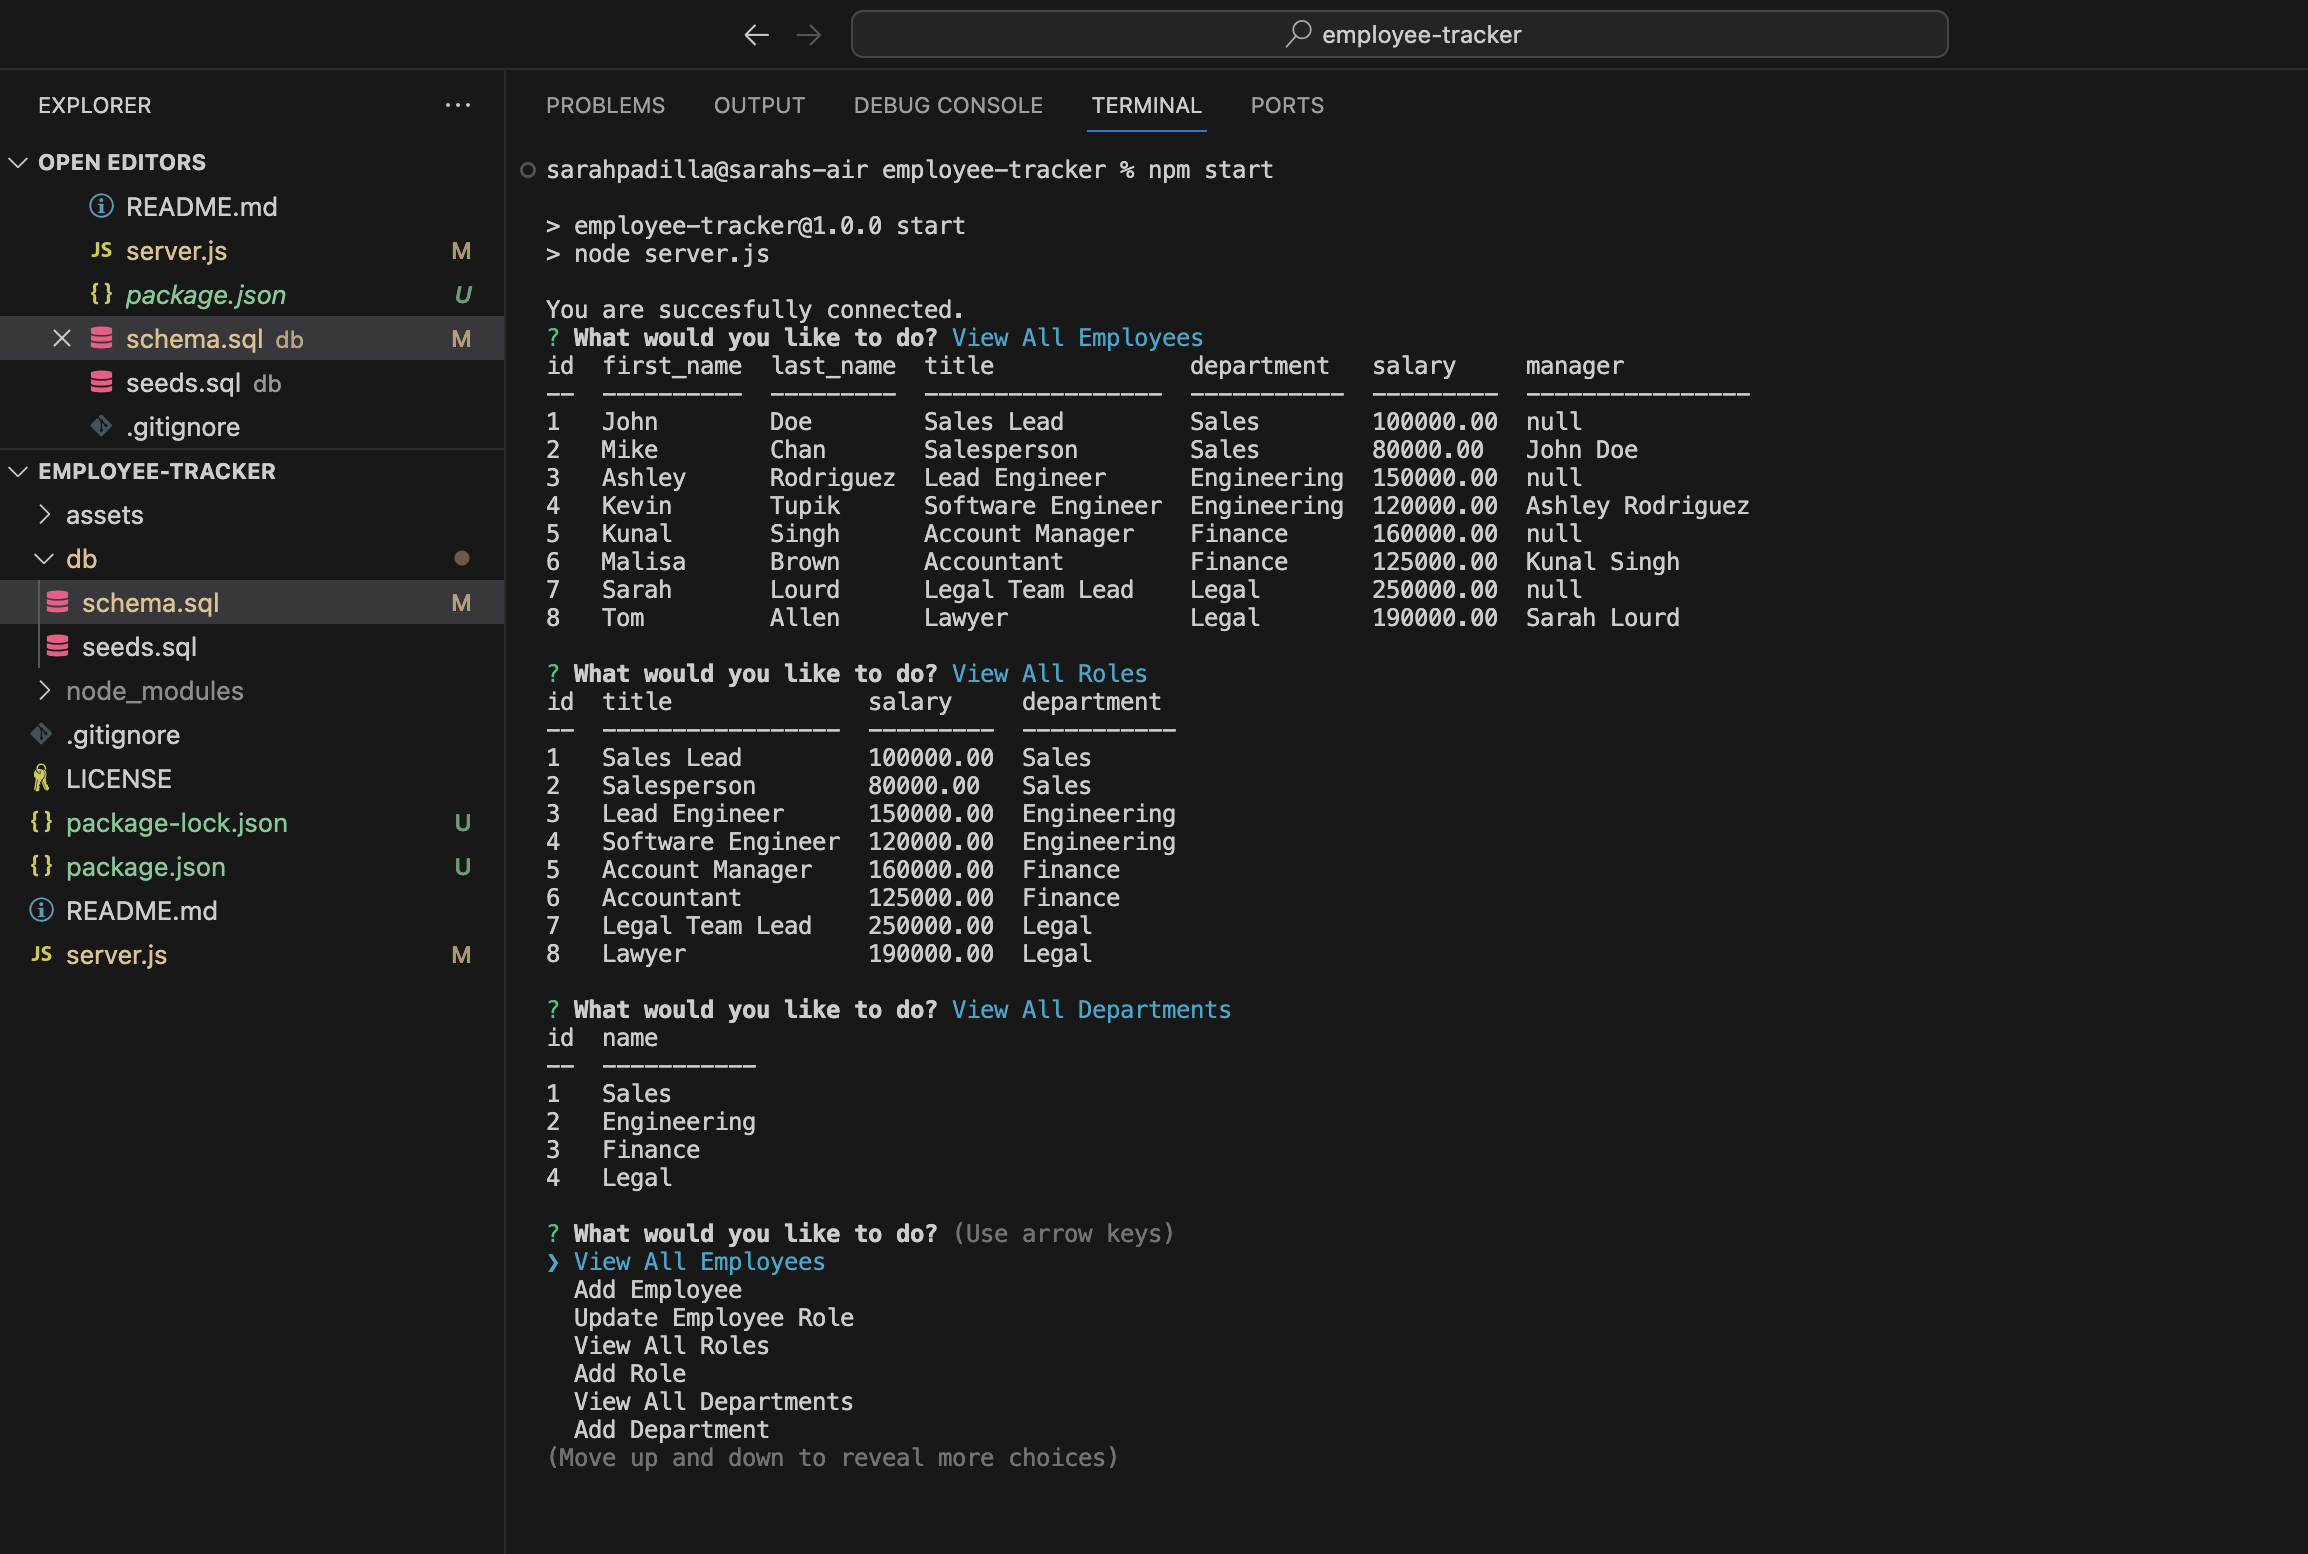 employee-tracker
EXPLORER
OPEN EDITORS
README.md
JS server.js M
{} package.json U
schema.sql db M
seeds.sql db
.gitignore
EMPLOYEE-TRACKER
assets
db
schema.sql M
seeds.sql
node_modules
.gitignore
LICENSE
{} package-lock.json U
{} package.json U
README.md
JS server.js M
PROBLEMS OUTPUT DEBUG CONSOLE TERMINAL PORTS
sarahpadilla@sarahs-air employee-tracker % npm start
> employee-tracker@1.0.0 start
> node server.js
You are succesfully connected.
? What would you like to do? View All Employees
id first_name last_name title department salary manager
-- ---------- --------- ----------------- ----------- --------- ----------------
1 John Doe Sales Lead Sales 100000.00 null
2 Mike Chan Salesperson Sales 80000.00 John Doe
3 Ashley Rodriguez Lead Engineer Engineering 150000.00 null
4 Kevin Tupik Software Engineer Engineering 120000.00 Ashley Rodriguez
5 Kunal Singh Account Manager Finance 160000.00 null
6 Malisa Brown Accountant Finance 125000.00 Kunal Singh
7 Sarah Lourd Legal Team Lead Legal 250000.00 null
8 Tom Allen Lawyer Legal 190000.00 Sarah Lourd
? What would you like to do? View All Roles
id title salary department
-- ----------------- --------- -----------
1 Sales Lead 100000.00 Sales
2 Salesperson 80000.00 Sales
3 Lead Engineer 150000.00 Engineering
4 Software Engineer 120000.00 Engineering
5 Account Manager 160000.00 Finance
6 Accountant 125000.00 Finance
7 Legal Team Lead 250000.00 Legal
8 Lawyer 190000.00 Legal
? What would you like to do? View All Departments
id name
-- -----------
1 Sales
2 Engineering
3 Finance
4 Legal
? What would you like to do? (Use arrow keys)
❯ View All Employees
Add Employee
Update Employee Role
View All Roles
Add Role
View All Departments
Add Department
(Move up and down to reveal more choices)